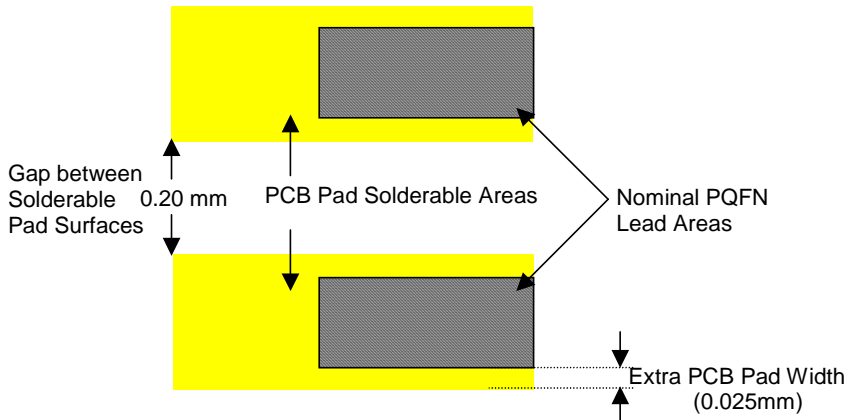 Gap between
Solderable 0.20 mm
Pad Surfaces
PCB Pad Solderable Areas
Nominal PQFN
Lead Areas
Extra PCB Pad Width
(0.025mm)